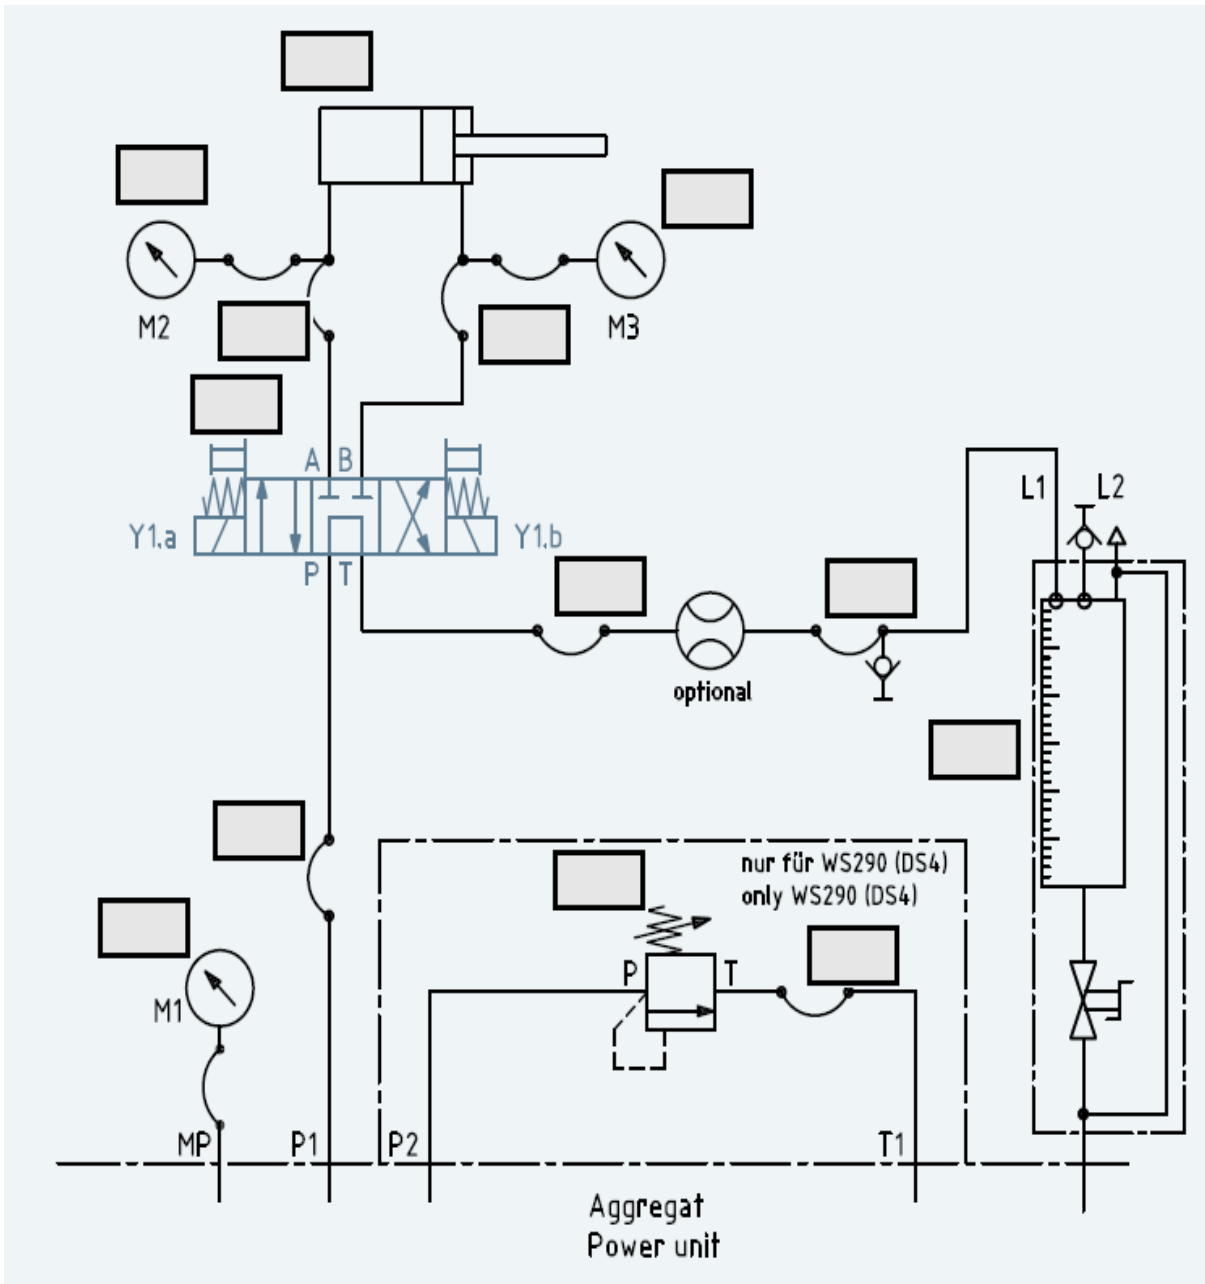 M2
M3
A B
Y1.a
Y1.b
P T
L1
L2
optional
nur für WS290 (DS4)
only WS290 (DS4)
P
T
M1
MP
P1
P2
T1
Aggregat
Power unit